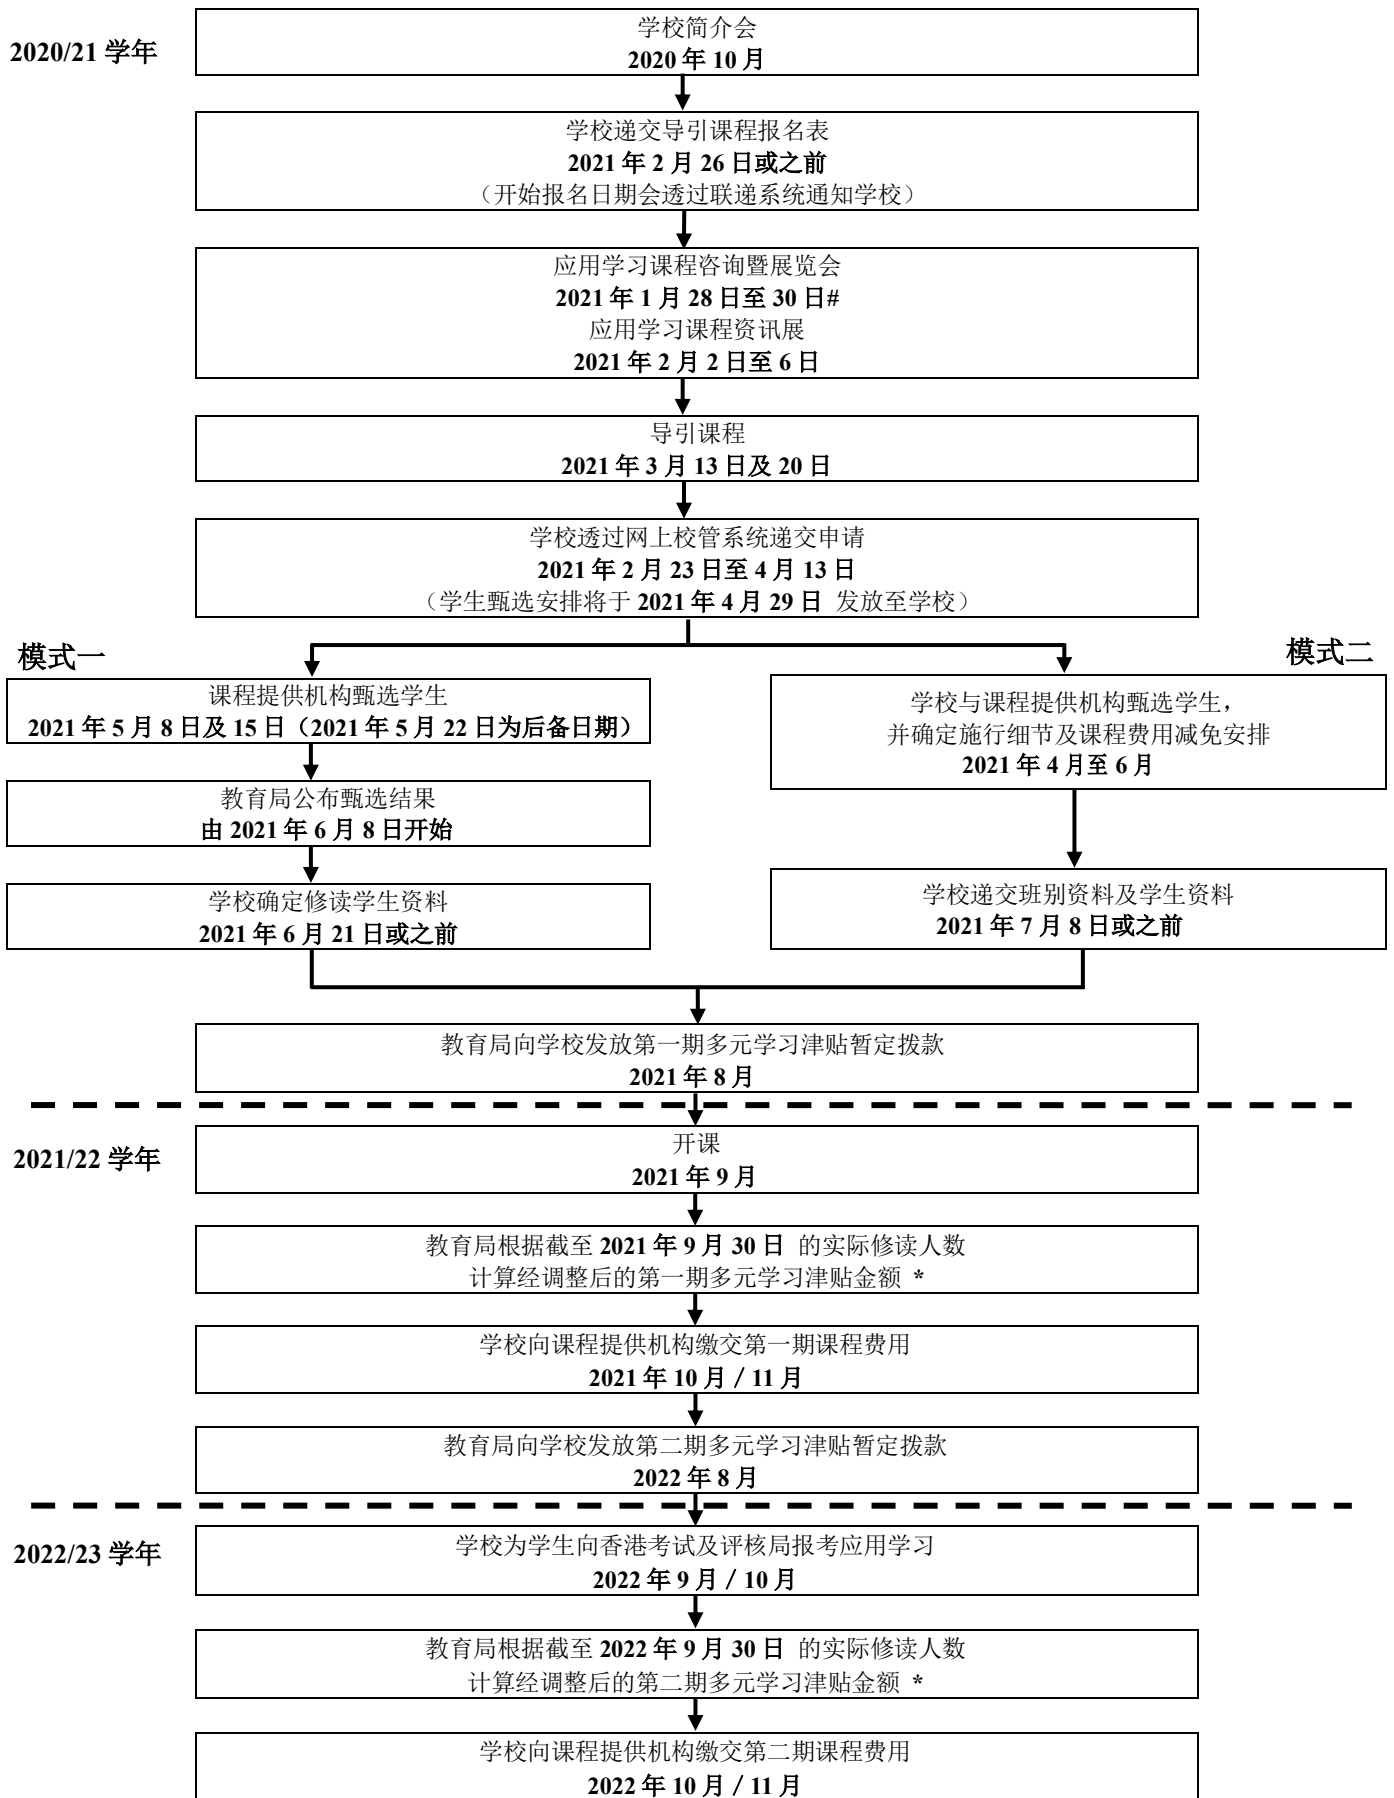 2020/21 学年
学校简介会
2020 年 10 月
学校递交导引课程报名表
2021 年 2 月 26 日或之前
（开始报名日期会透过联递系统通知学校）
应用学习课程咨询暨展览会
2021 年 1 月 28 日至 30 日#
应用学习课程资讯展
2021 年 2 月 2 日至 6 日
导引课程
2021 年 3 月 13 日及 20 日
学校透过网上校管系统递交申请
2021 年 2 月 23 日至 4 月 13 日
（学生甄选安排将于 2021 年 4 月 29 日 发放至学校）
模式一
课程提供机构甄选学生
2021 年 5 月 8 日及 15 日（2021 年 5 月 22 日为后备日期）
教育局公布甄选结果
由 2021 年 6 月 8 日开始
学校确定修读学生资料
2021 年 6 月 21 日或之前
模式二
学校与课程提供机构甄选学生，
并确定施行细节及课程费用减免安排
2021 年 4 月至 6 月
学校递交班别资料及学生资料
2021 年 7 月 8 日或之前
教育局向学校发放第一期多元学习津贴暂定拨款
2021 年 8 月
2021/22 学年
开课
2021 年 9 月
教育局根据截至 2021 年 9 月 30 日 的实际修读人数
计算经调整后的第一期多元学习津贴金额 *
学校向课程提供机构缴交第一期课程费用
2021 年 10 月 / 11 月
教育局向学校发放第二期多元学习津贴暂定拨款
2022 年 8 月
2022/23 学年
学校为学生向香港考试及评核局报考应用学习
2022 年 9 月 / 10 月
教育局根据截至 2022 年 9 月 30 日 的实际修读人数
计算经调整后的第二期多元学习津贴金额 *
学校向课程提供机构缴交第二期课程费用
2022 年 10 月 / 11 月